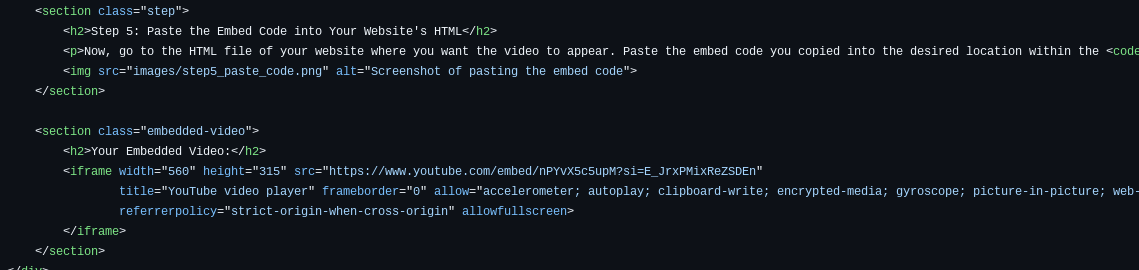 <section class="step">
<h2>Step 5: Paste the Embed Code into Your Website's HTML</h2>
<p>Now, go to the HTML file of your website where you want the video to appear. Paste the embed code you copied into the desired location within the <code
<img src="images/step5_paste_code.png" alt="Screenshot of pasting the embed code">
</section>
<section class="embedded-video">
<h2>Your Embedded Video:</h2>
<iframe width="560" height="315" src="https://www.youtube.com/embed/nPYvX5c5upM?si=E_JrxPMixReZSDEn"
title="YouTube video player" frameborder="0" allow="accelerometer; autoplay; clipboard-write; encrypted-media; gyroscope; picture-in-picture; web-
referrerpolicy="strict-origin-when-cross-origin" allowfullscreen>
</iframe>
</section>
</div>